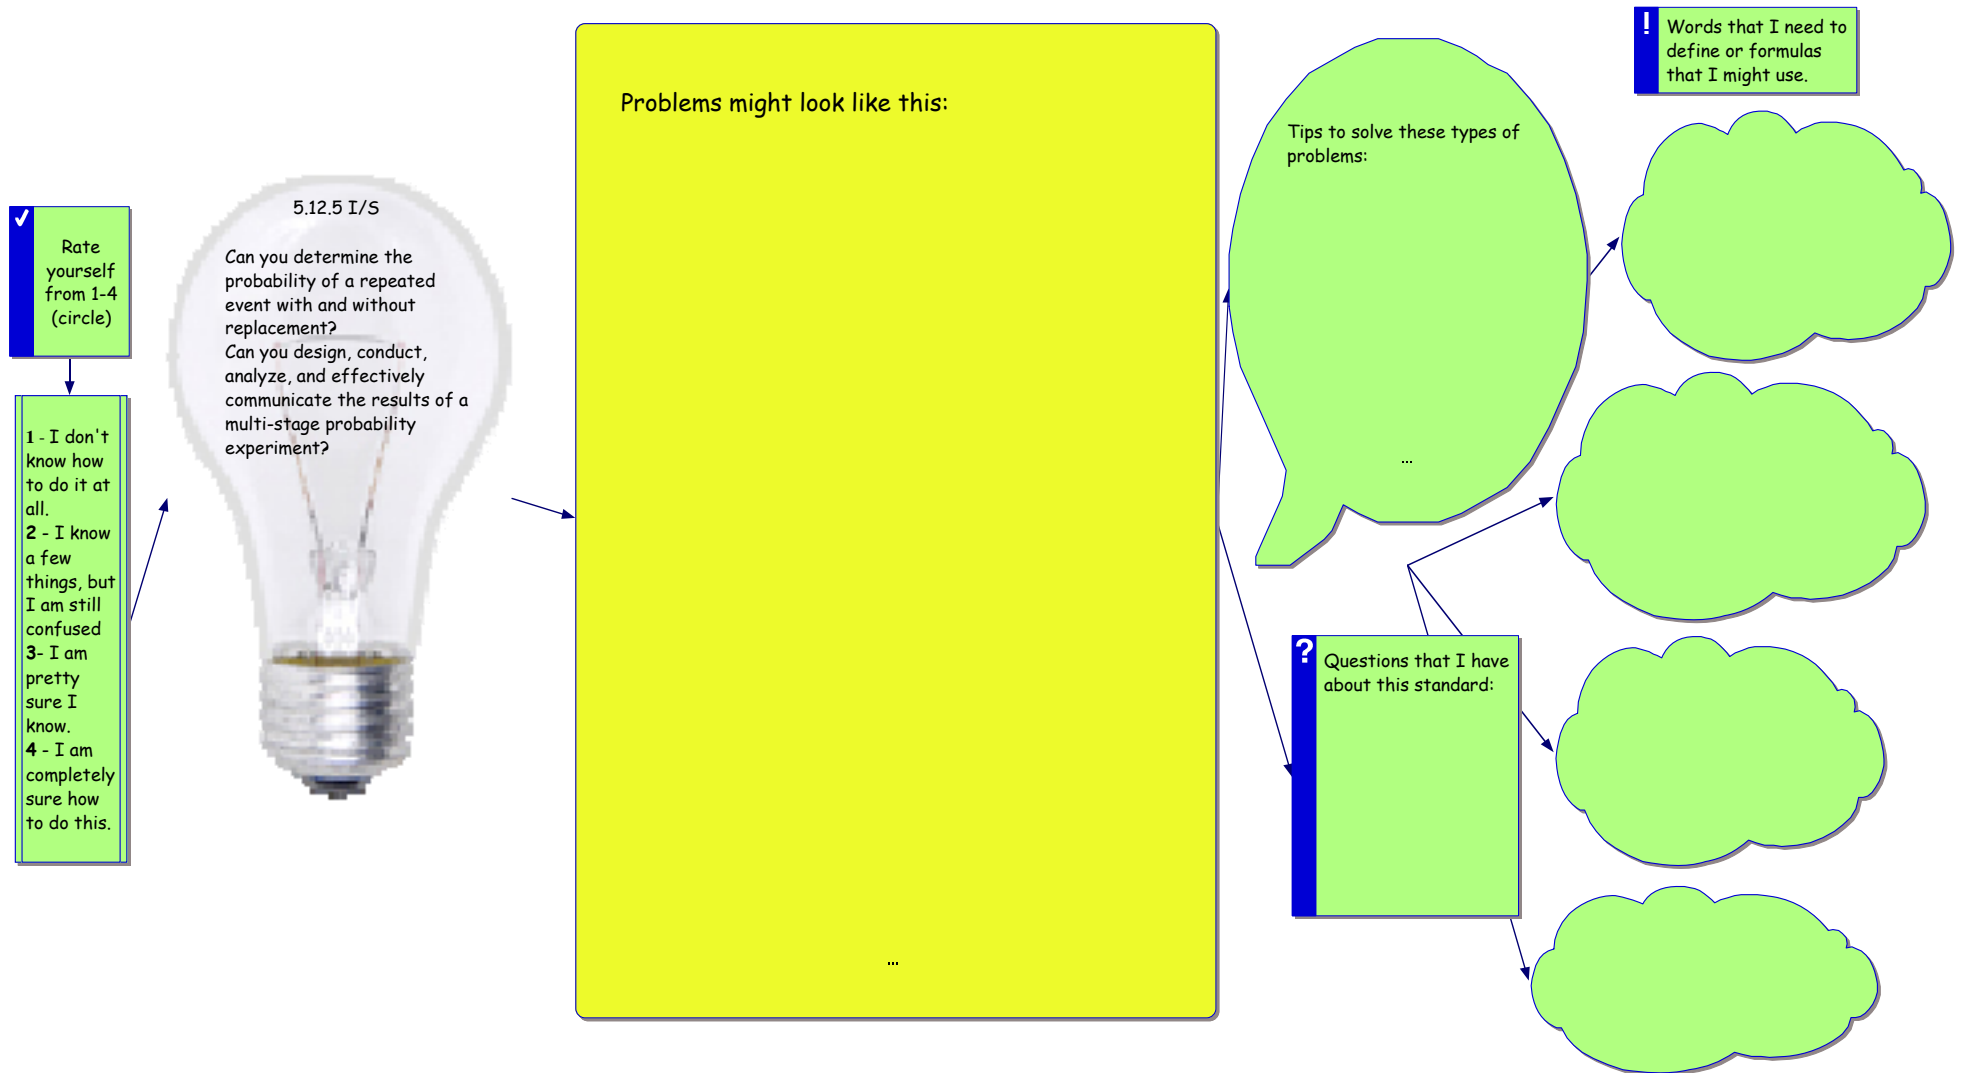 ✓
Rate
yourself
from 1-4
(circle)
1 - I don't
know how
to do it at
all.
2 - I know
a few
things, but
I am still
confused
3- I am
pretty
sure I
know.
4 - I am
completely
sure how
to do this.
5.12.5 I/S
Can you determine the
probability of a repeated
event with and without
replacement?
Can you design, conduct,
analyze, and effectively
communicate the results of a
multi-stage probability
experiment?
Problems might look like this:
...
Tips to solve these types of
problems:
...
?
Questions that I have
about this standard:
!
Words that I need to
define or formulas
that I might use.